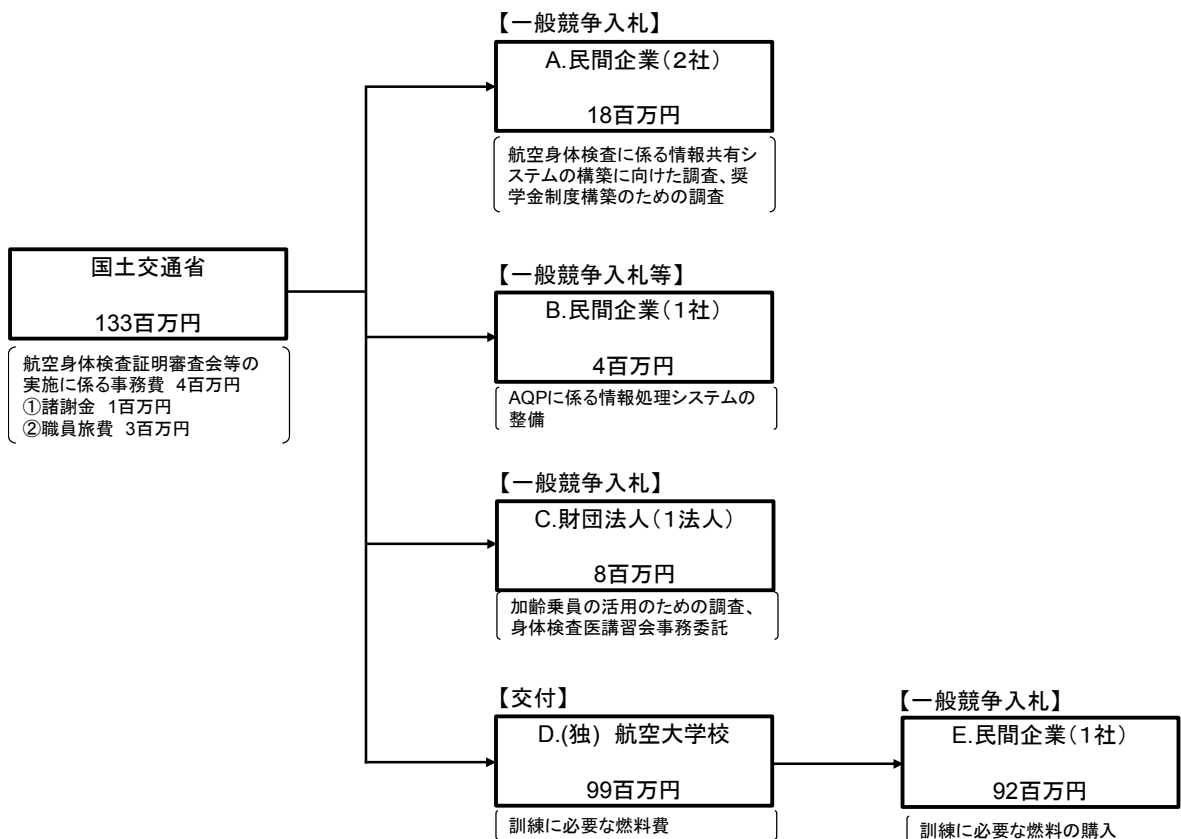 【一般競争入札】
A.民間企業(2社)
18百万円
航空身体検査に係る情報共有シ
ステムの構築に向けた調査、奨
学金制度構築のための調査
国土交通省
133百万円
航空身体検査証明審査会等の
実施に係る事務費 4百万円
①諸謝金 1百万円
②職員旅費 3百万円
【一般競争入札等】
B.民間企業(1社)
4百万円
AQPに係る情報処理システムの
整備
【一般競争入札】
C.財団法人(1法人)
8百万円
加齢乗員の活用のための調査、
身体検査医講習会事務委託
【交付】
D.(独) 航空大学校
99百万円
訓練に必要な燃料費
【一般競争入札】
E.民間企業(1社)
92百万円
訓練に必要な燃料の購入